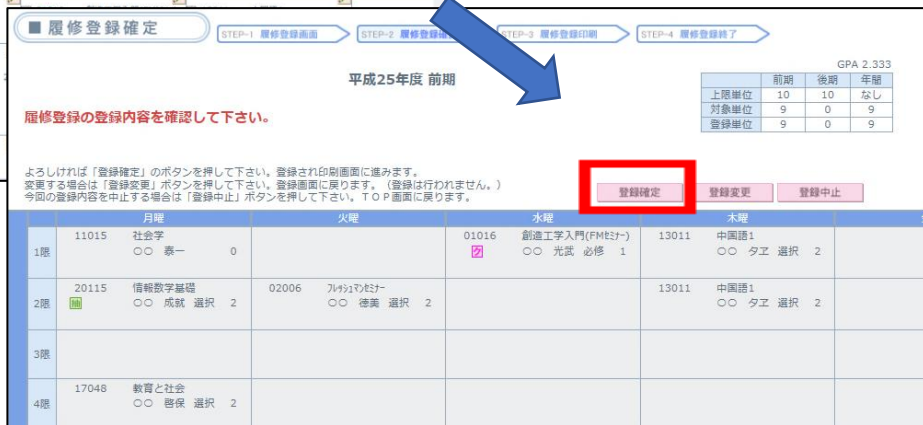 ■ 履修登録確定
STEP-1 履修登録画面
STEP-2 履修登録確
STEP-3 履修登録印刷
STEP-4 履修登録終了
GPA 2.333
平成25年度 前期
前期 後期 年間
上限単位 10 10 なし
対象単位 9 0 9
登録単位 9 0 9
履修登録の登録内容を確認して下さい。
よろしければ「登録確定」のボタンを押して下さい。登録され印刷画面に進みます。
変更する場合は「登録変更」ボタンを押して下さい。登録画面に戻ります。(登録は行われません。)
今回の登録内容を中止する場合は「登録中止」ボタンを押して下さい。TOP画面に戻ります。
登録確定 登録変更 登録中止
月曜 火曜 水曜 木曜
1限
11015 社会学
○○ 泰一 0
01016 創造工学入門(FMセミナー)
ク ○○ 光武 必修 1
13011 中国語1
○○ タヱ 選択 2
2限
20115 情報数学基礎
抽 ○○ 成就 選択 2
02006 フレッシュマンセミナー
○○ 徳美 選択 2
13011 中国語1
○○ タヱ 選択 2
3限
4限
17048 教育と社会
○○ 啓保 選択 2